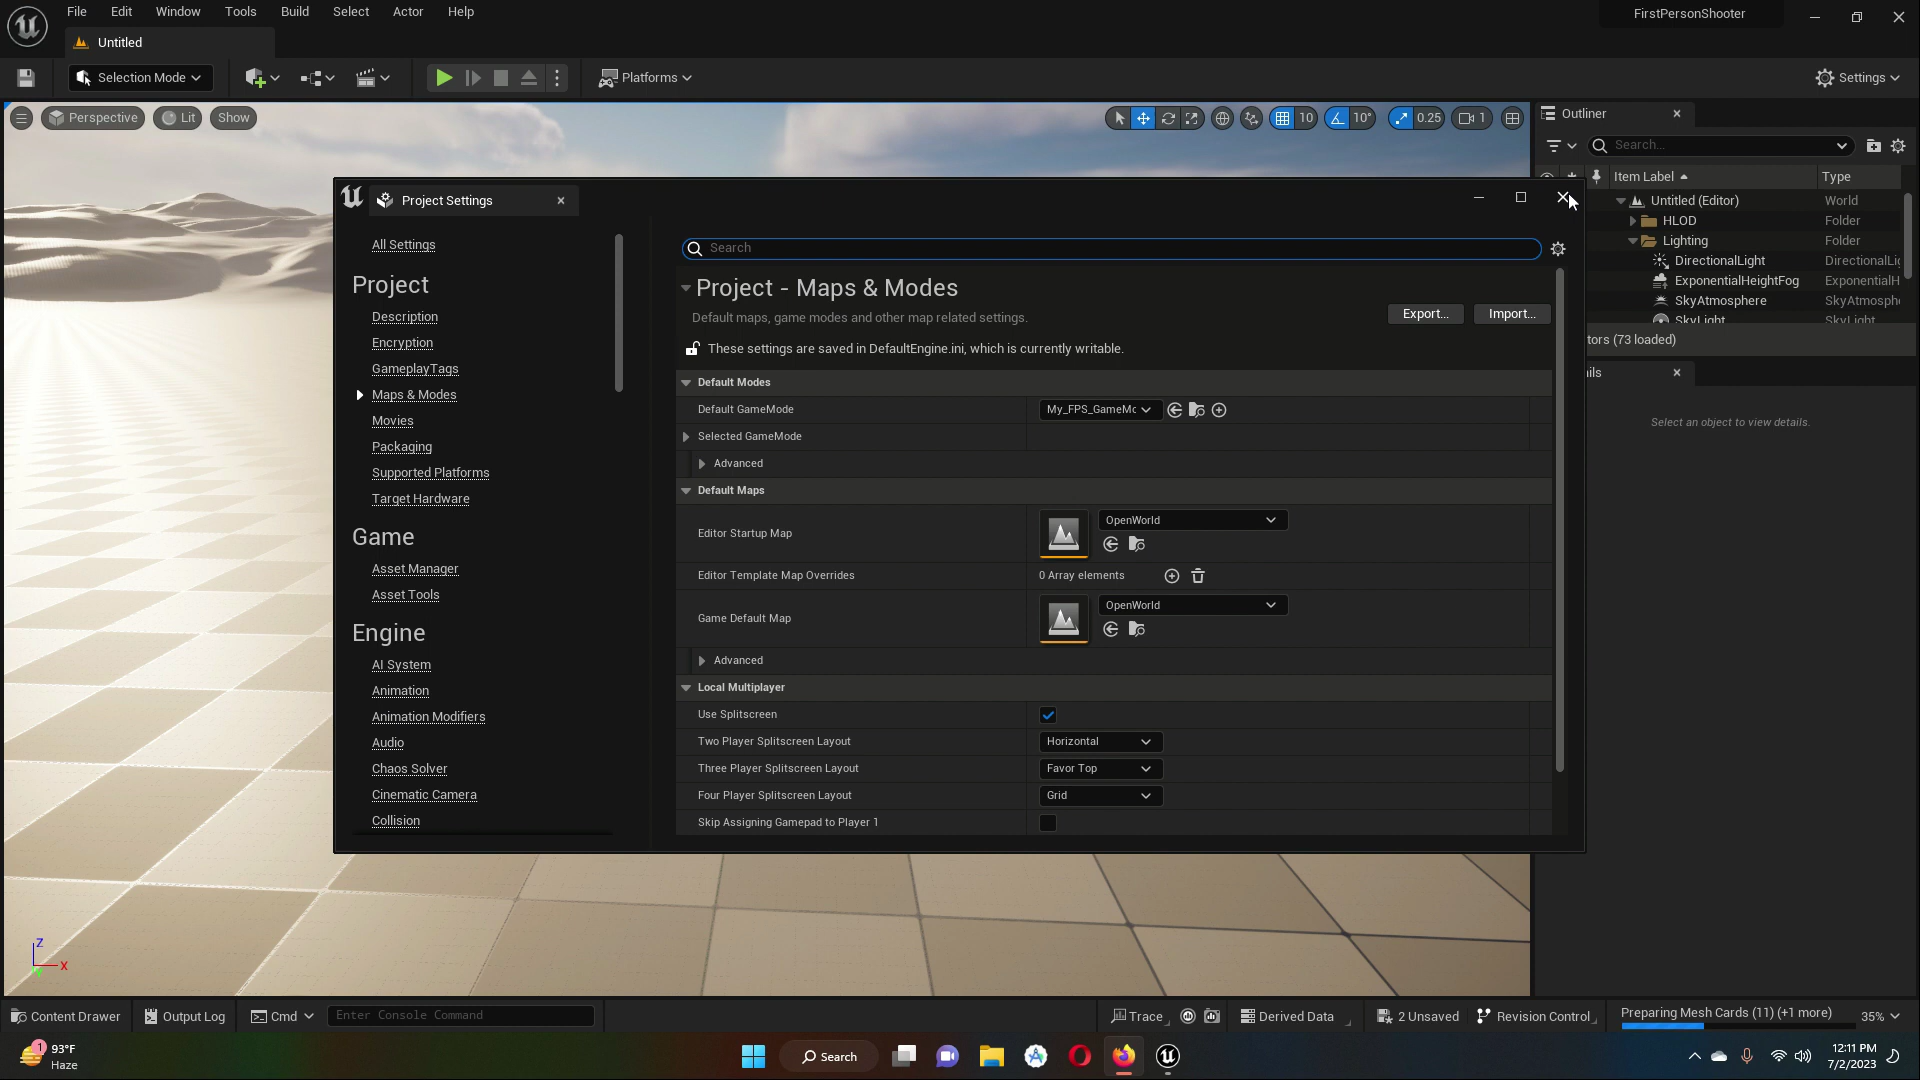 File Edit Window Tools Build Select Actor Help
FirstPersonShooter
Untitled
Selection Mode
Platforms
Settings
Perspective
Lit
Show
10
10°
0.25
1
Outliner
Search...
Item Label
Type
Untitled (Editor) World
HLOD Folder
Lighting Folder
DirectionalLight DirectionalLig
ExponentialHeightFog ExponentialH
SkyAtmosphere SkyAtmosphe
SkyLight SkyLight
tors (73 loaded)
ils
Select an object to view details.
Project Settings
All Settings
Project
Description
Encryption
GameplayTags
Maps & Modes
Movies
Packaging
Supported Platforms
Target Hardware
Game
Asset Manager
Asset Tools
Engine
AI System
Animation
Animation Modifiers
Audio
Chaos Solver
Cinematic Camera
Collision
Search
Project - Maps & Modes
Default maps, game modes and other map related settings.
Export...
Import...
These settings are saved in DefaultEngine.ini, which is currently writable.
Default Modes
Default GameMode My_FPS_GameMc
Selected GameMode
Advanced
Default Maps
Editor Startup Map OpenWorld
Editor Template Map Overrides 0 Array elements
Game Default Map OpenWorld
Advanced
Local Multiplayer
Use Splitscreen
Two Player Splitscreen Layout Horizontal
Three Player Splitscreen Layout Favor Top
Four Player Splitscreen Layout Grid
Skip Assigning Gamepad to Player 1
Z
X
Y
Content Drawer
Output Log
Cmd
Enter Console Command
Trace
Derived Data
2 Unsaved
Revision Control
Preparing Mesh Cards (11) (+1 more)
35%
1
93°F
Haze
Search
12:11 PM
7/2/2023